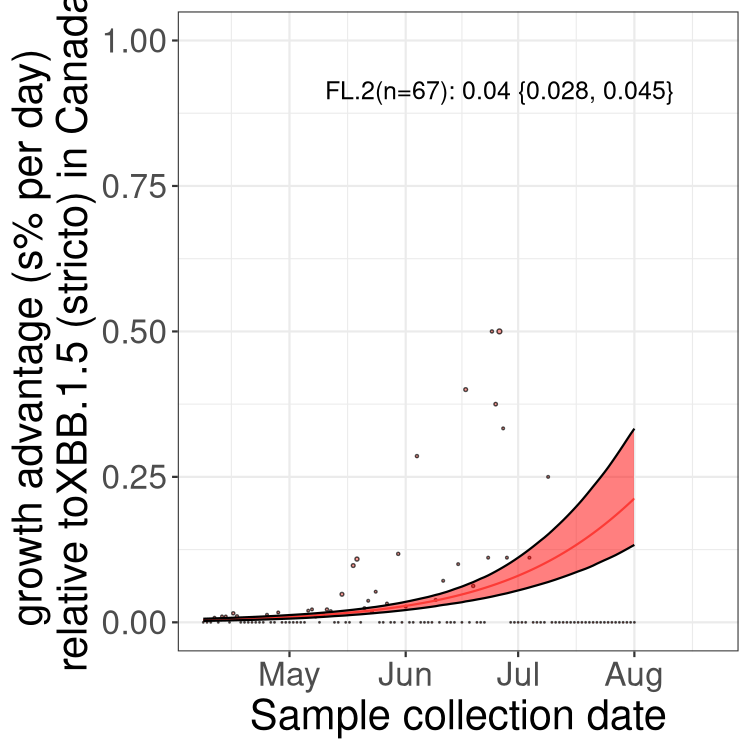 growth advantage (s% per day)
relative toXBB.1.5 (stricto) in Canada
1.00
0.75
0.50
0.25
0.00
FL.2(n=67): 0.04 {0.028, 0.045}
May Jun Jul Aug
Sample collection date